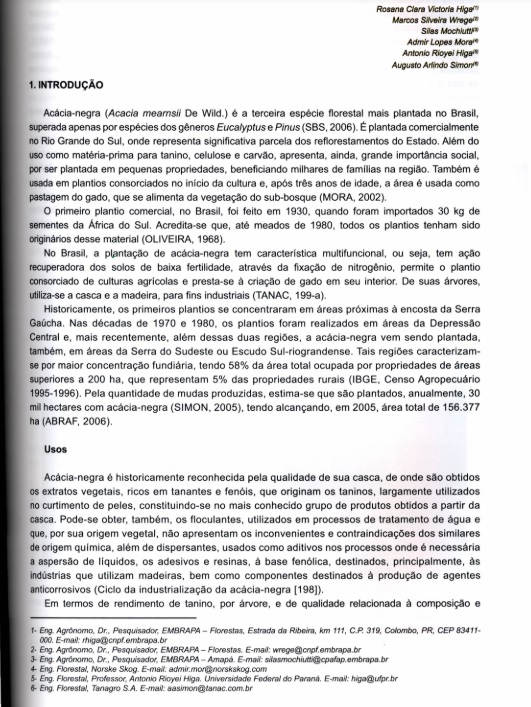 Rosana Clara Victoria Higa(1)
Marcos Silveira Wrege(2)
Silas Mochiutti(3)
Admir Lopes Mora(4)
Antonio Rioyei Higa(5)
Augusto Arlindo Simon(6)
1. INTRODUÇÃO
Acácia-negra (Acacia mearnsii De Wild.) é a terceira espécie florestal mais plantada no Brasil,
superada apenas por espécies dos gêneros Eucalyptus e Pinus (SBS, 2006). É plantada comercialmente
no Rio Grande do Sul, onde representa significativa parcela dos reflorestamentos do Estado. Além do
uso como matéria-prima para tanino, celulose e carvão, apresenta, ainda, grande importância social,
por ser plantada em pequenas propriedades, beneficiando milhares de famílias na região. Também é
usada em plantios consorciados no início da cultura e, após três anos de idade, a área é usada como
pastagem do gado, que se alimenta da vegetação do sub-bosque (MORA, 2002).
O primeiro plantio comercial, no Brasil, foi feito em 1930, quando foram importados 30 kg de
sementes da África do Sul. Acredita-se que, até meados de 1980, todos os plantios tenham sido
originários desse material (OLIVEIRA, 1968).
No Brasil, a plantação de acácia-negra tem característica multifuncional, ou seja, tem ação
recuperadora dos solos de baixa fertilidade, através da fixação de nitrogênio, permite o plantio
consorciado de culturas agrícolas e presta-se à criação de gado em seu interior. De suas árvores,
utiliza-se a casca e a madeira, para fins industriais (TANAC, 199-a).
Historicamente, os primeiros plantios se concentraram em áreas próximas à encosta da Serra
Gaúcha. Nas décadas de 1970 e 1980, os plantios foram realizados em áreas da Depressão
Central e, mais recentemente, além dessas duas regiões, a acácia-negra vem sendo plantada,
também, em áreas da Serra do Sudeste ou Escudo Sul-riograndense. Tais regiões caracterizam-
se por maior concentração fundiária, tendo 58% da área total ocupada por propriedades de áreas
superiores a 200 ha, que representam 5% das propriedades rurais (IBGE, Censo Agropecuário
1995-1996). Pela quantidade de mudas produzidas, estima-se que são plantados, anualmente, 30
mil hectares com acácia-negra (SIMON, 2005), tendo alcançando, em 2005, área total de 156.377
ha (ABRAF, 2006).
Usos
Acácia-negra é historicamente reconhecida pela qualidade de sua casca, de onde são obtidos
os extratos vegetais, ricos em tanantes e fenóis, que originam os taninos, largamente utilizados
no curtimento de peles, constituindo-se no mais conhecido grupo de produtos obtidos a partir da
casca. Pode-se obter, também, os floculantes, utilizados em processos de tratamento de água e
que, por sua origem vegetal, não apresentam os inconvenientes e contraindicações dos similares
de origem química, além de dispersantes, usados como aditivos nos processos onde é necessária
a aspersão de líquidos, os adesivos e resinas, à base fenólica, destinados, principalmente, às
indústrias que utilizam madeiras, bem como componentes destinados à produção de agentes
anticorrosivos (Ciclo da industrialização da acácia-negra [198]).
Em termos de rendimento de tanino, por árvore, e de qualidade relacionada à composição e
1- Eng. Agrônomo, Dr., Pesquisador, EMBRAPA – Florestas, Estrada da Ribeira, km 111, C.P. 319, Colombo, PR, CEP 83411-
000. E-mail: rhiga@cnpf.embrapa.br
2- Eng. Agrônomo, Dr., Pesquisador, EMBRAPA – Florestas. E-mail: wrege@cnpf.embrapa.br
3- Eng. Agrônomo, Dr., Pesquisador, EMBRAPA – Amapá. E-mail: silasmochiutti@cpafap.embrapa.br
4- Eng. Florestal, Norske Skog. E-mail: admir.mor@norskskog.com
5- Eng. Florestal, Professor, Antonio Rioyei Higa. Universidade Federal do Paraná. E-mail: higa@ufpr.br
6- Eng. Florestal, Tanagro S.A. E-mail: aasimon@tanac.com.br